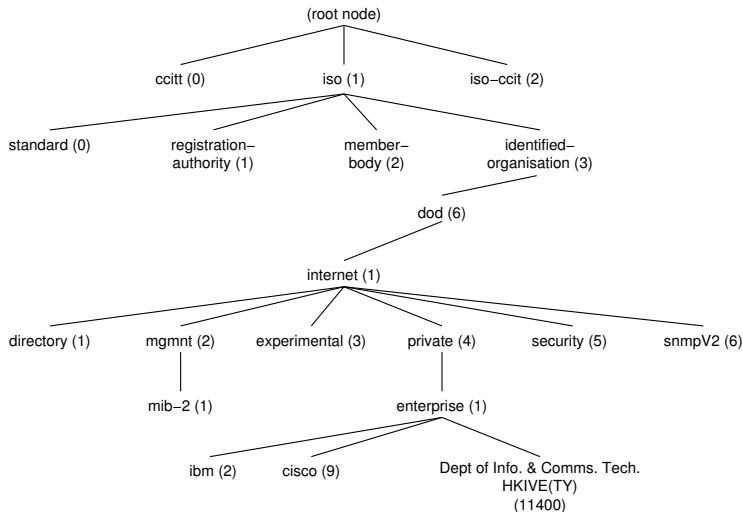 (root node)
ccitt (0)
iso (1)
iso−ccit (2)
standard (0)
registration−
authority (1)
member−
body (2)
identified−
organisation (3)
dod (6)
internet (1)
directory (1)
mgmnt (2)
experimental (3)
private (4)
security (5)
snmpV2 (6)
mib−2 (1)
enterprise (1)
ibm (2)
cisco (9)
Dept of Info. & Comms. Tech.
HKIVE(TY)
(11400)